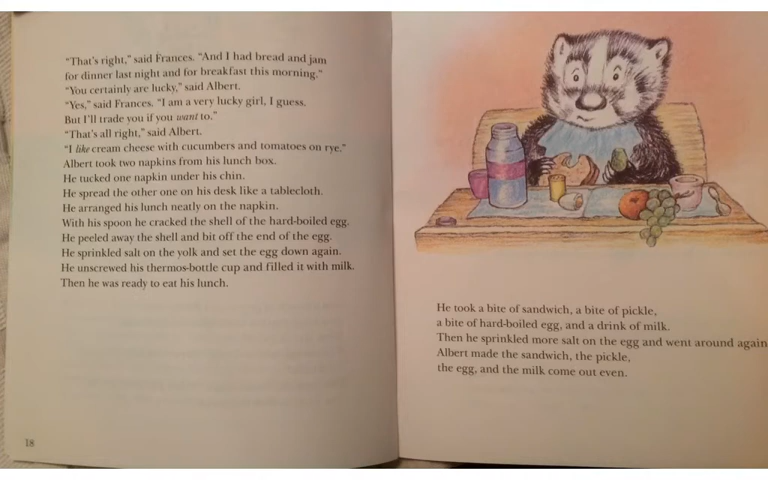 "That's right," said Frances. "And I had bread and jam
for dinner last night and for breakfast this morning."
"You certainly are lucky," said Albert.
"Yes," said Frances. "I am a very lucky girl, I guess.
But I'll trade you if you want to."
"That's all right," said Albert.
"I like cream cheese with cucumbers and tomatoes on rye."
Albert took two napkins from his lunch box.
He tucked one napkin under his chin.
He spread the other one on his desk like a tablecloth.
He arranged his lunch neatly on the napkin.
With his spoon he cracked the shell of the hard-boiled egg.
He peeled away the shell and bit off the end of the egg.
He sprinkled salt on the yolk and set the egg down again.
He unscrewed his thermos-bottle cup and filled it with milk.
Then he was ready to eat his lunch.
18
He took a bite of sandwich, a bite of pickle,
a bite of hard-boiled egg, and a drink of milk.
Then he sprinkled more salt on the egg and went around again
Albert made the sandwich, the pickle,
the egg, and the milk come out even.